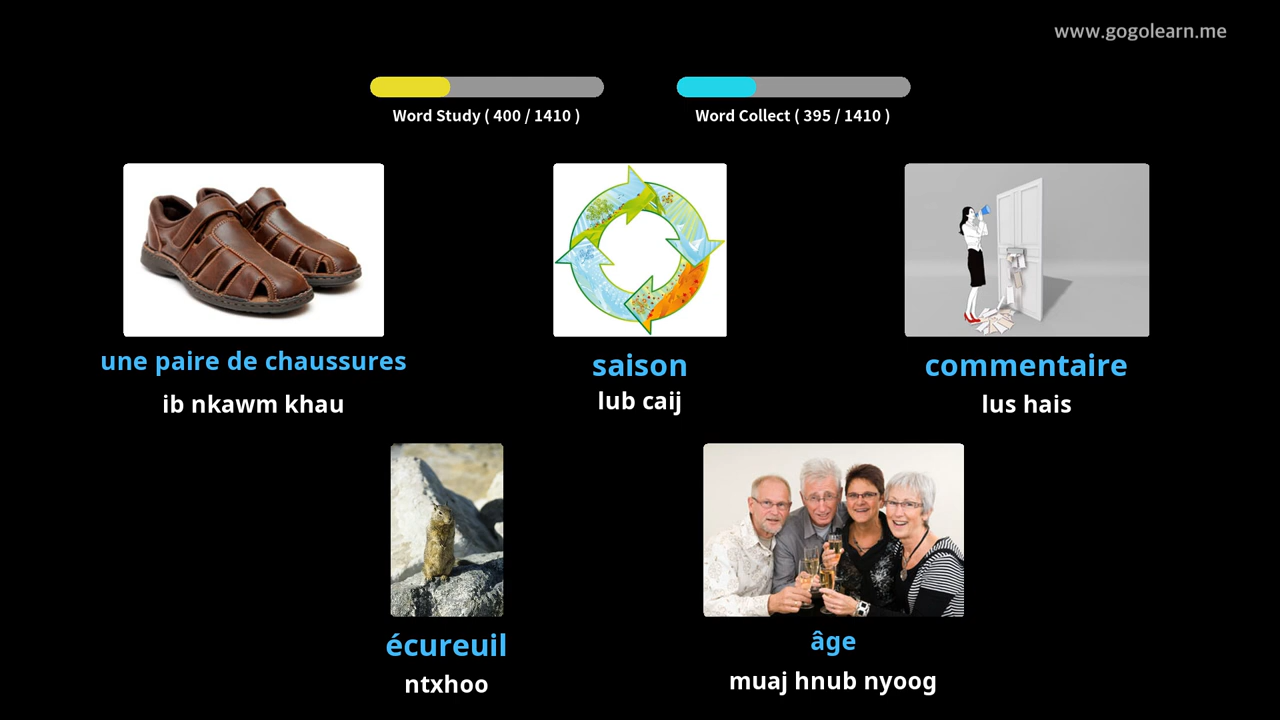 www.gogolearn.me
Word Study ( 400 / 1410 )
Word Collect ( 395 / 1410 )
une paire de chaussures
ib nkawm khau
saison
lub caij
commentaire
lus hais
écureuil
ntxhoo
âge
muaj hnub nyoog